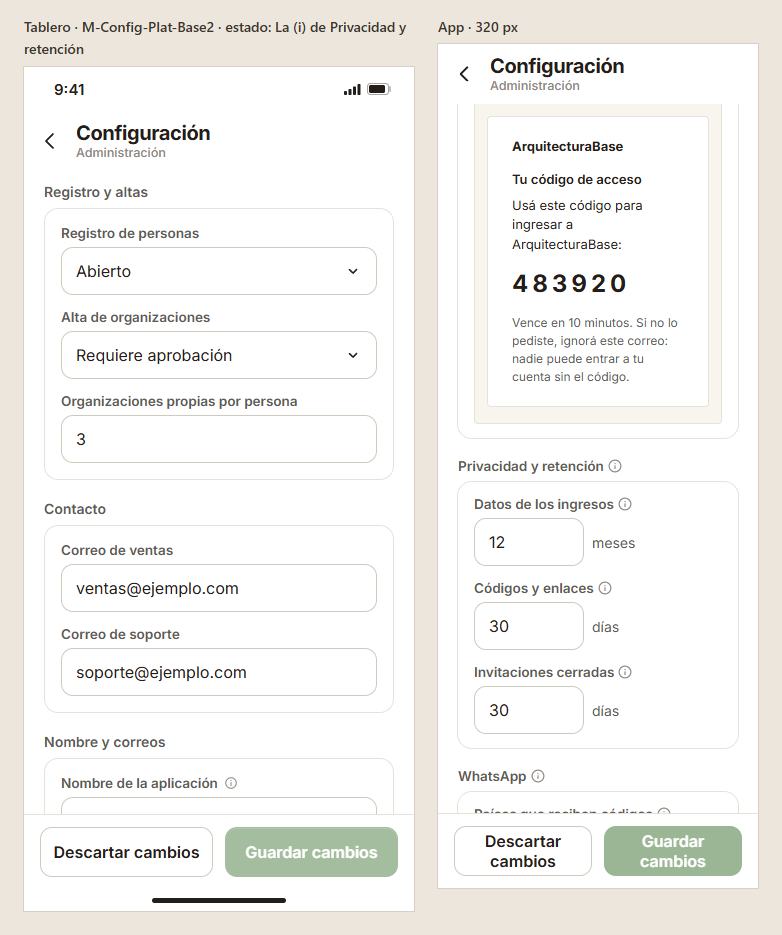 Tablero · M-Config-Plat-Base2 · estado: La (i) de Privacidad y
retención
9:41
Configuración
Administración
Registro y altas
Registro de personas
Abierto
Alta de organizaciones
Requiere aprobación
Organizaciones propias por persona
3
Contacto
Correo de ventas
ventas@ejemplo.com
Correo de soporte
soporte@ejemplo.com
Nombre y correos
Nombre de la aplicación
Descartar cambios
Guardar cambios
App · 320 px
Configuración
Administración
ArquitecturaBase
Tu código de acceso
Usá este código para
ingresar a
ArquitecturaBase:
483920
Vence en 10 minutos. Si no lo
pediste, ignorá este correo:
nadie puede entrar a tu
cuenta sin el código.
Privacidad y retención
Datos de los ingresos
12
meses
Códigos y enlaces
30
días
Invitaciones cerradas
30
días
WhatsApp
Países que reciben códigos
Descartar
cambios
Guardar
cambios